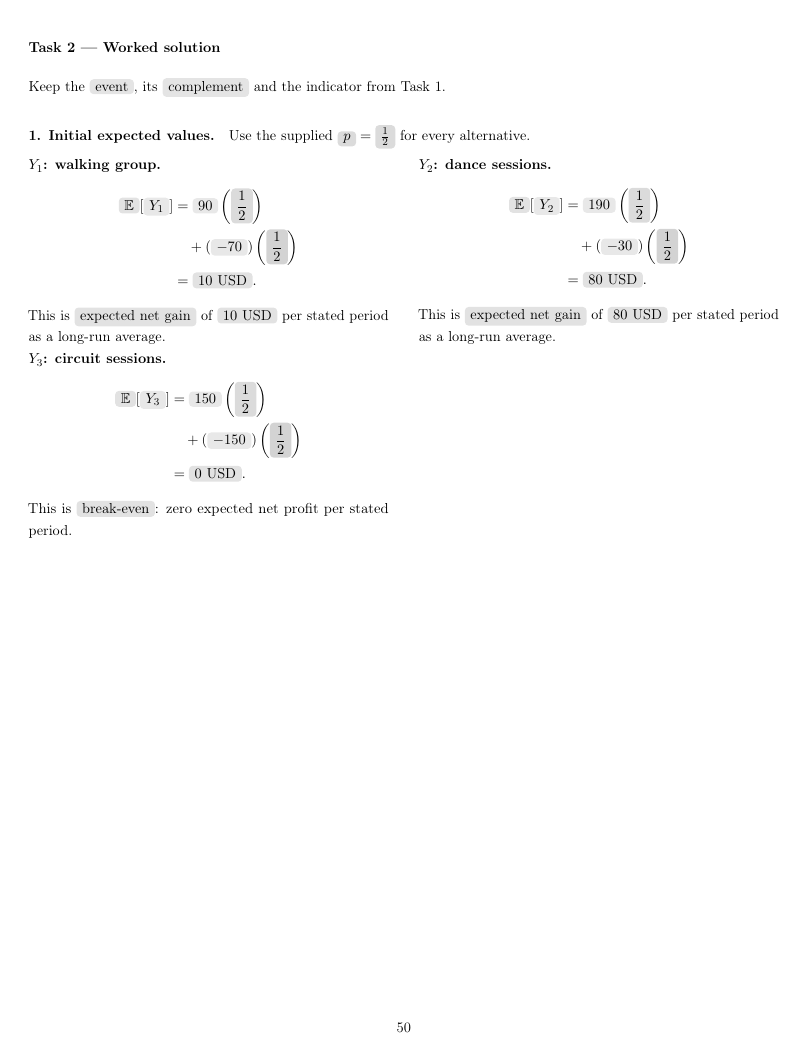 Task 2 — Worked solution
Keep the event, its complement and the indicator from Task 1.
1. Initial expected values. Use the supplied p = 1/2 for every alternative.
Y₁: walking group.
𝔼[Y₁] = 90 (1/2)
+ (−70) (1/2)
= 10 USD.
This is expected net gain of 10 USD per stated period
as a long-run average.
Y₂: dance sessions.
𝔼[Y₂] = 190 (1/2)
+ (−30) (1/2)
= 80 USD.
This is expected net gain of 80 USD per stated period
as a long-run average.
Y₃: circuit sessions.
𝔼[Y₃] = 150 (1/2)
+ (−150) (1/2)
= 0 USD.
This is break-even: zero expected net profit per stated
period.
50